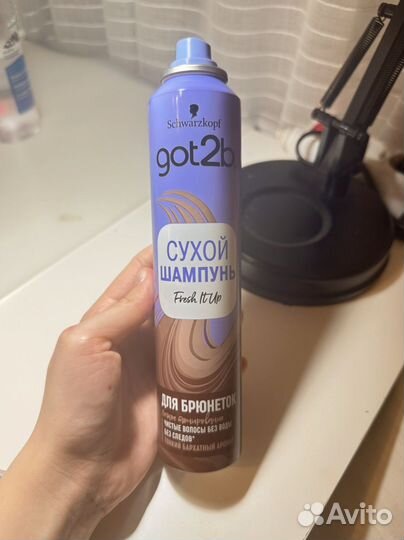 Schwarzkopf
got2b
СУХОЙ
ШАМПУНЬ
Fresh It Up
ДЛЯ БРЮНЕТОК
ЧИСТЫЕ ВОЛОСЫ БЕЗ ВОДЫ
БЕЗ СЛЕДОВ*
БАРХАТНЫЙ АРОМАТ
Avito